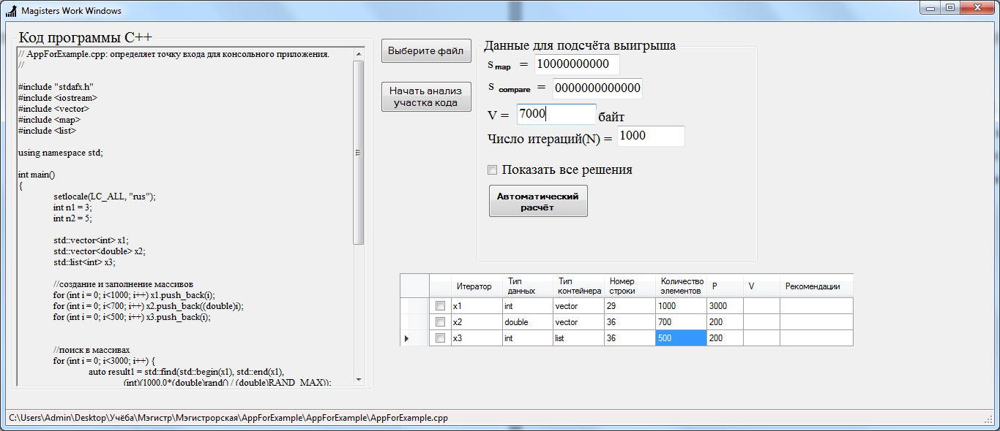 Magisters Work Windows
Код программы C++
// AppForExample.cpp: определяет точку входа для консольного приложения.
//
#include "stdafx.h"
#include <iostream>
#include <vector>
#include <map>
#include <list>
using namespace std;
int main()
{
setlocale(LC_ALL, "rus");
int n1 = 3;
int n2 = 5;
std::vector<int> x1;
std::vector<double> x2;
std::list<int> x3;
//создание и заполнение массивов
for (int i = 0; i<1000; i++) x1.push_back(i);
for (int i = 0; i<700; i++) x2.push_back((double)i);
for (int i = 0; i<500; i++) x3.push_back(i);
//поиск в массивах
for (int i = 0; i<3000; i++) {
auto result1 = std::find(std::begin(x1), std::end(x1),
(int)(1000.0*(double)rand() / (double)RAND_MAX));
Выберите файл
Начать анализ
участка кода
Данные для подсчёта выигрыша
S map = 10000000000
S compare = 0000000000000
V = 7000 байт
Число итераций(N) = 1000
Показать все решения
Автоматический
расчёт
Итератор Тип данных Тип контейнера Номер строки Количество элементов P V Рекомендации
x1 int vector 29 1000 3000
x2 double vector 36 700 200
x3 int list 36 500 200
C:\Users\Admin\Desktop\Учёба\Мэгистр\Мэгистрорская\AppForExample\AppForExample\AppForExample.cpp